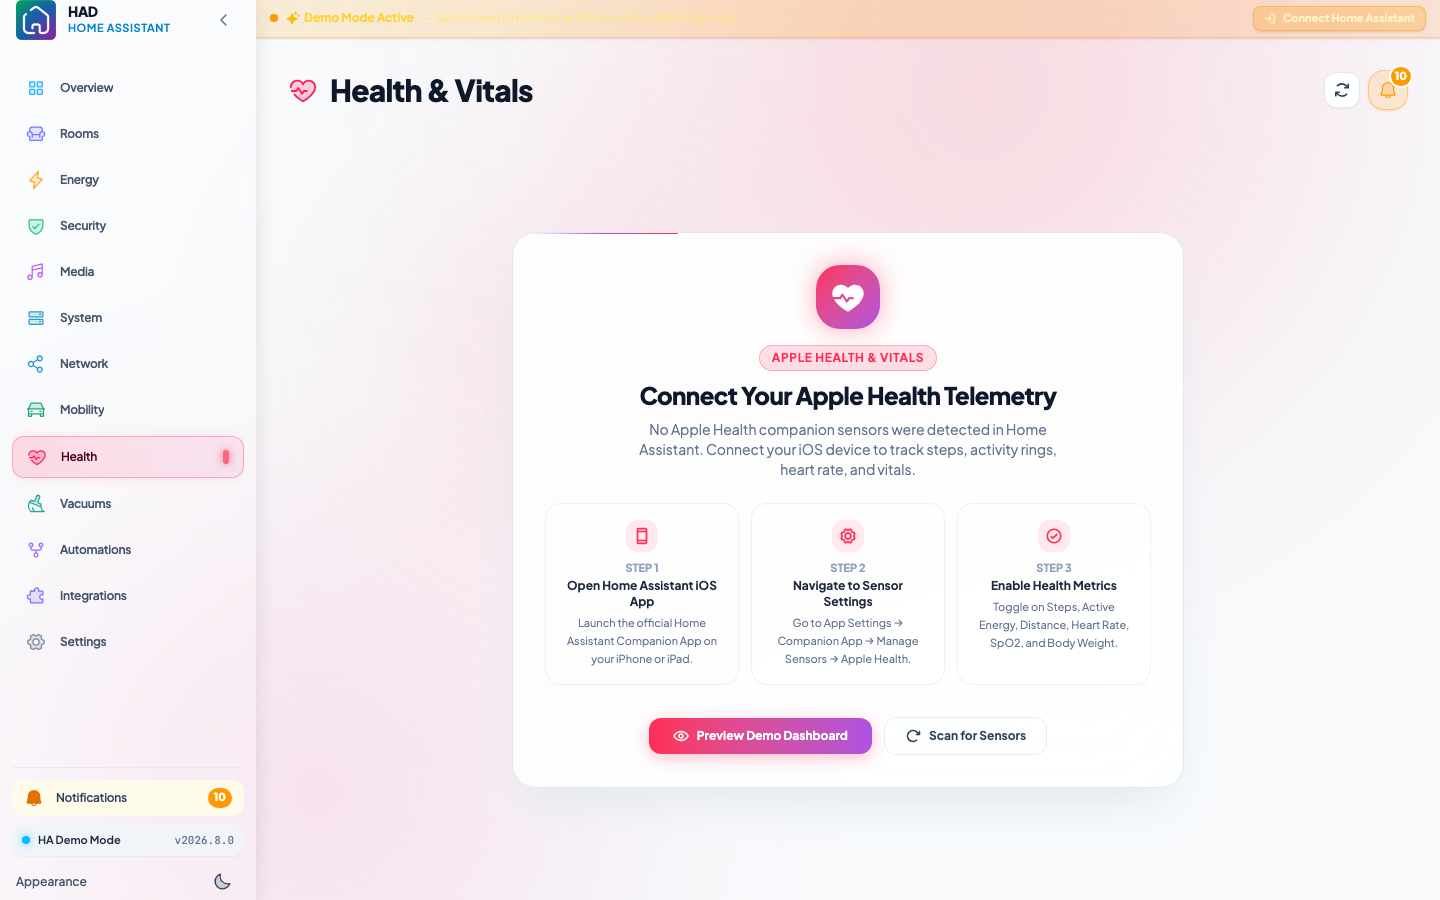 HAD
HOME ASSISTANT
Overview
Rooms
Energy
Security
Media
System
Network
Mobility
Health
Vacuums
Automations
Integrations
Settings
Notifications 10
HA Demo Mode v2026.8.0
Appearance
Demo Mode Active
Connect Home Assistant
Health & Vitals
10
APPLE HEALTH & VITALS
Connect Your Apple Health Telemetry
No Apple Health companion sensors were detected in Home
Assistant. Connect your iOS device to track steps, activity rings,
heart rate, and vitals.
STEP 1
Open Home Assistant iOS
App
Launch the official Home
Assistant Companion App on
your iPhone or iPad.
STEP 2
Navigate to Sensor
Settings
Go to App Settings →
Companion App → Manage
Sensors → Apple Health.
STEP 3
Enable Health Metrics
Toggle on Steps, Active
Energy, Distance, Heart Rate,
SpO2, and Body Weight.
Preview Demo Dashboard
Scan for Sensors